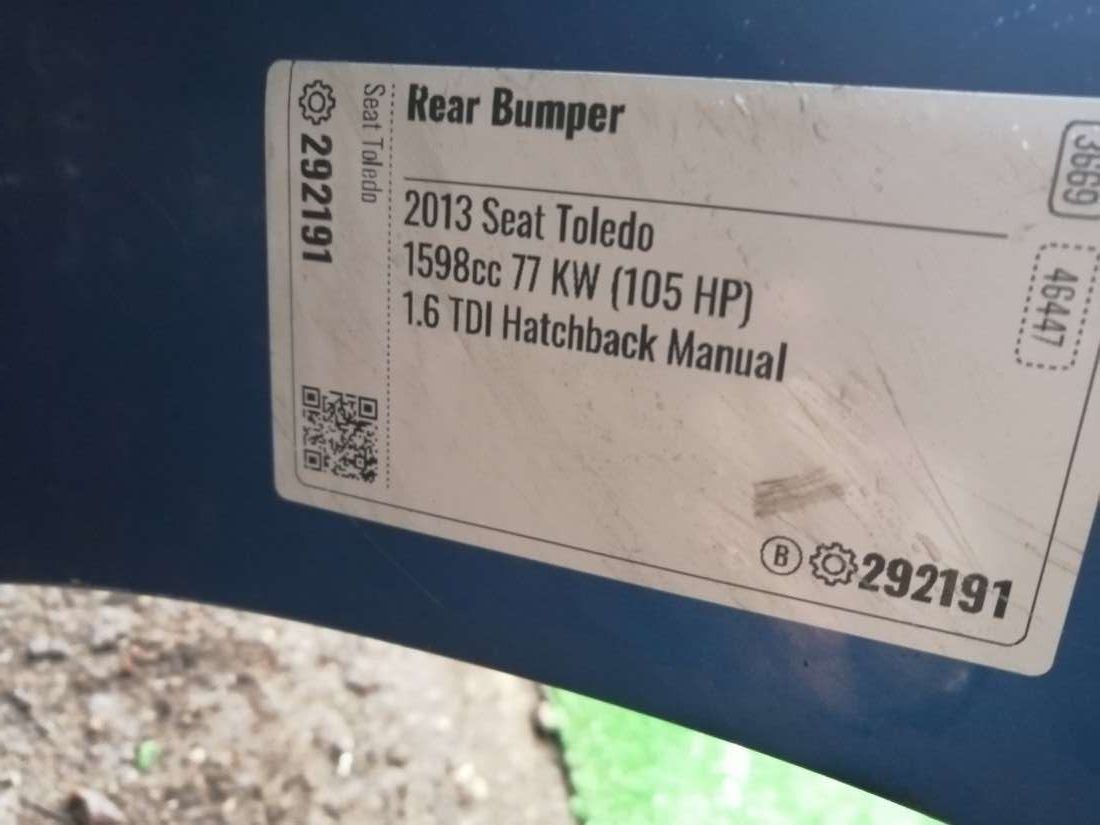 292191
Seat Toledo
Rear Bumper
2013 Seat Toledo
1598cc 77 KW (105 HP)
1.6 TDI Hatchback Manual
3669
46447
B 292191